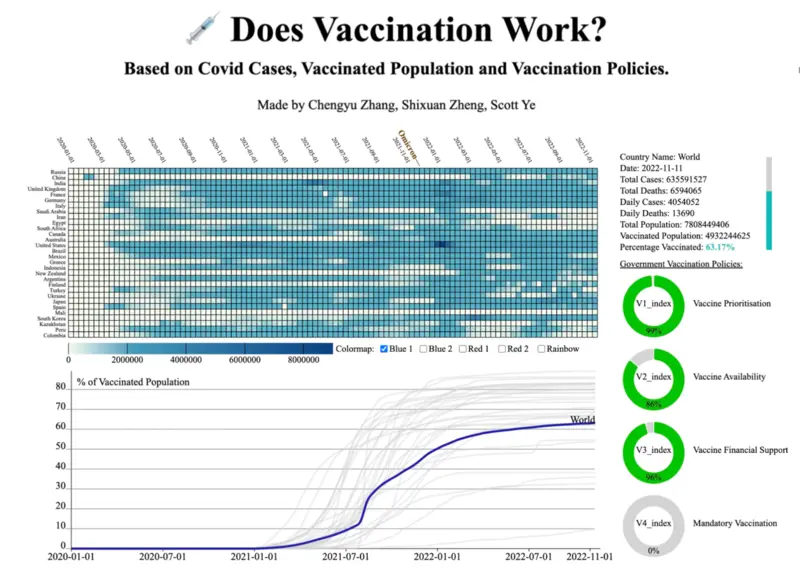 Does Vaccination Work?
Based on Covid Cases, Vaccinated Population and Vaccination Policies.
Made by Chengyu Zhang, Shixuan Zheng, Scott Ye
2020-01-01
2020-03-01
2020-05-01
2020-07-01
2020-09-01
2020-11-01
2021-01-01
2021-03-01
2021-05-01
2021-07-01
2021-09-01
2021-11-01
Omicron
2022-01-01
2022-03-01
2022-05-01
2022-07-01
2022-09-01
2022-11-01
Russia
China
India
United Kingdom
France
Germany
Italy
Saudi Arabia
Iran
Egypt
South Africa
Canada
Australia
United States
Brazil
Mexico
Greece
Indonesia
New Zealand
Argentina
Finland
Turkey
Ukraine
Japan
Spain
Mali
South Korea
Kazakhstan
Peru
Colombia
0 2000000 4000000 6000000 8000000
Colormap: Blue 1 Blue 2 Red 1 Red 2 Rainbow
% of Vaccinated Population
80
70
60
50
40
30
20
10
0
World
2020-01-01 2020-07-01 2021-01-01 2021-07-01 2022-01-01 2022-07-01 2022-11-01
Country Name: World
Date: 2022-11-11
Total Cases: 635591527
Total Deaths: 6594065
Daily Cases: 4054052
Daily Deaths: 13690
Total Population: 7808449406
Vaccinated Population: 4932244625
Percentage Vaccinated: 63.17%
Government Vaccination Policies:
V1_index
99%
Vaccine Prioritisation
V2_index
86%
Vaccine Availability
V3_index
96%
Vaccine Financial Support
V4_index
0%
Mandatory Vaccination